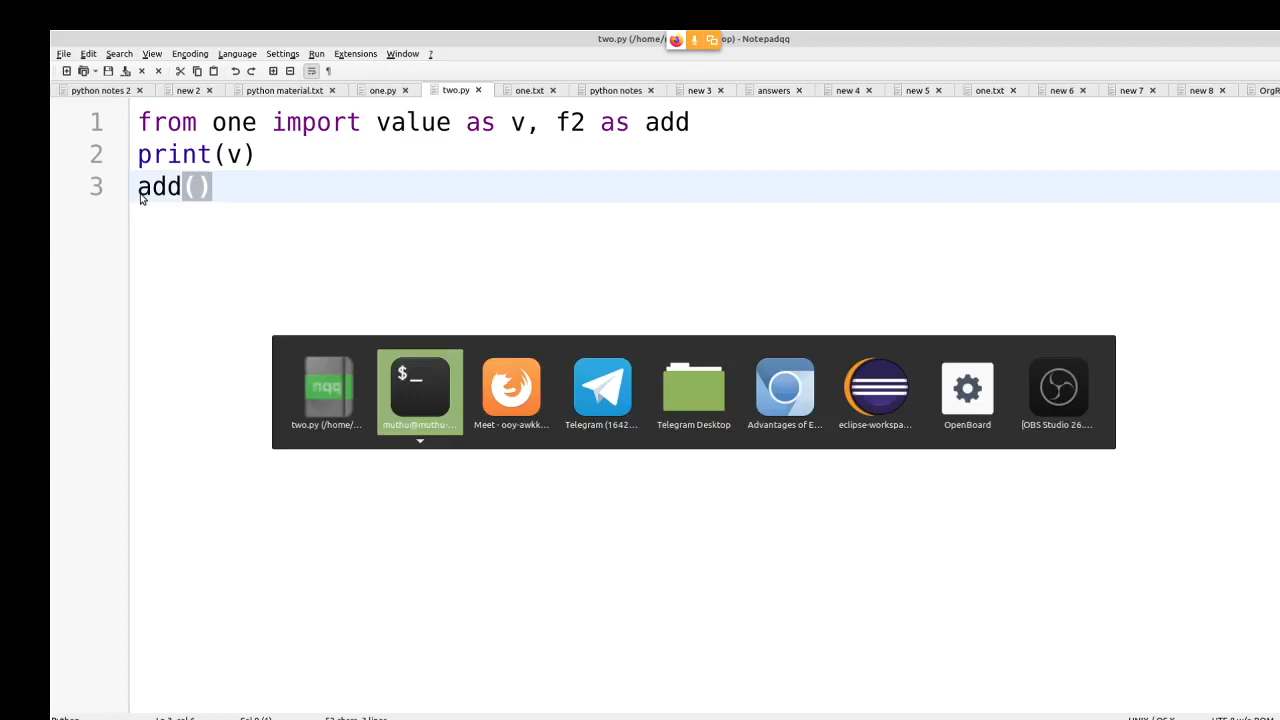 two.py (/home/ op) - Notepadqq
File Edit Search View Encoding Language Settings Run Extensions Window ?
python notes 2 new 2 python material.txt one.py two.py one.txt python notes new 3 answers new 4 new 5 one.txt new 6 new 7 new 8 OrgR
1 from one import value as v, f2 as add
2 print(v)
3 add()
$_
nqq
two.py (/home/... muthu@muthu-... Meet - ooy-awkk... Telegram (1642... Telegram Desktop Advantages of E... eclipse-workspa... OpenBoard [OBS Studio 26....